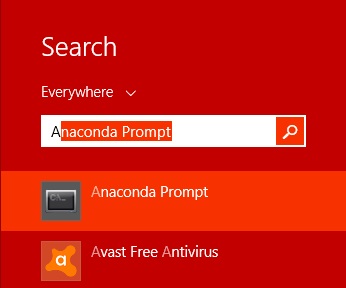 Search
Everywhere
Anaconda Prompt
Anaconda Prompt
Avast Free Antivirus